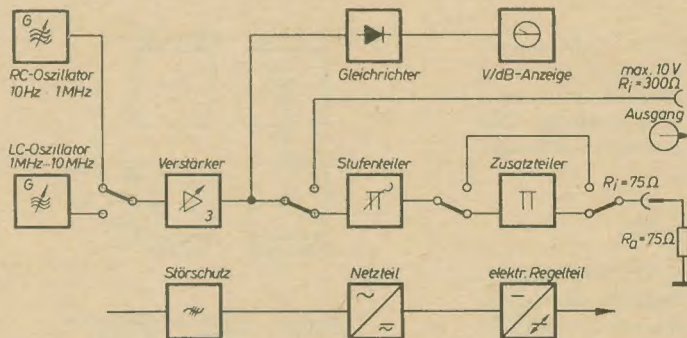 G
RC-Oszillator
10Hz - 1MHz
Gleichrichter
V/dB-Anzeige
max. 10V
Ri=300Ω
Ausgang
LC-Oszillator
1MHz-10MHz
G
Verstärker
3
Stufenteiler
Zusatzteiler
Ri=75Ω
Ra=75Ω
Störschutz
Netzteil
elektr. Regelteil